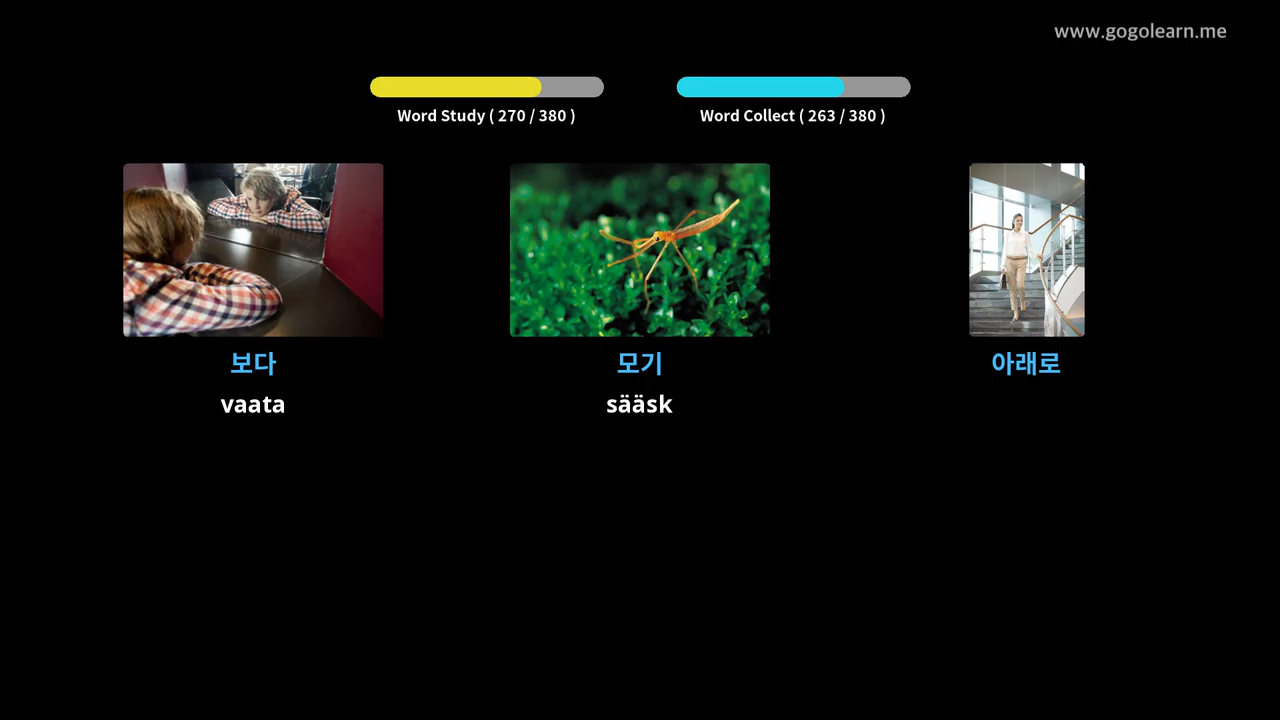 www.gogolearn.me
Word Study ( 270 / 380 )
Word Collect ( 263 / 380 )
보다
모기
아래로
vaata
sääsk